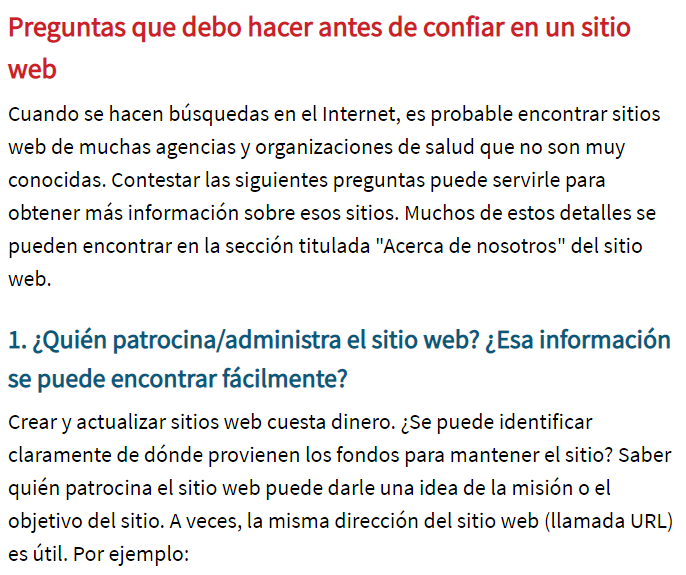 Preguntas que debo hacer antes de confiar en un sitio
web
Cuando se hacen búsquedas en el Internet, es probable encontrar sitios
web de muchas agencias y organizaciones de salud que no son muy
conocidas. Contestar las siguientes preguntas puede servirle para
obtener más información sobre esos sitios. Muchos de estos detalles se
pueden encontrar en la sección titulada "Acerca de nosotros" del sitio
web.
1. ¿Quién patrocina/administra el sitio web? ¿Esa información
se puede encontrar fácilmente?
Crear y actualizar sitios web cuesta dinero. ¿Se puede identificar
claramente de dónde provienen los fondos para mantener el sitio? Saber
quién patrocina el sitio web puede darle una idea de la misión o el
objetivo del sitio. A veces, la misma dirección del sitio web (llamada URL)
es útil. Por ejemplo: